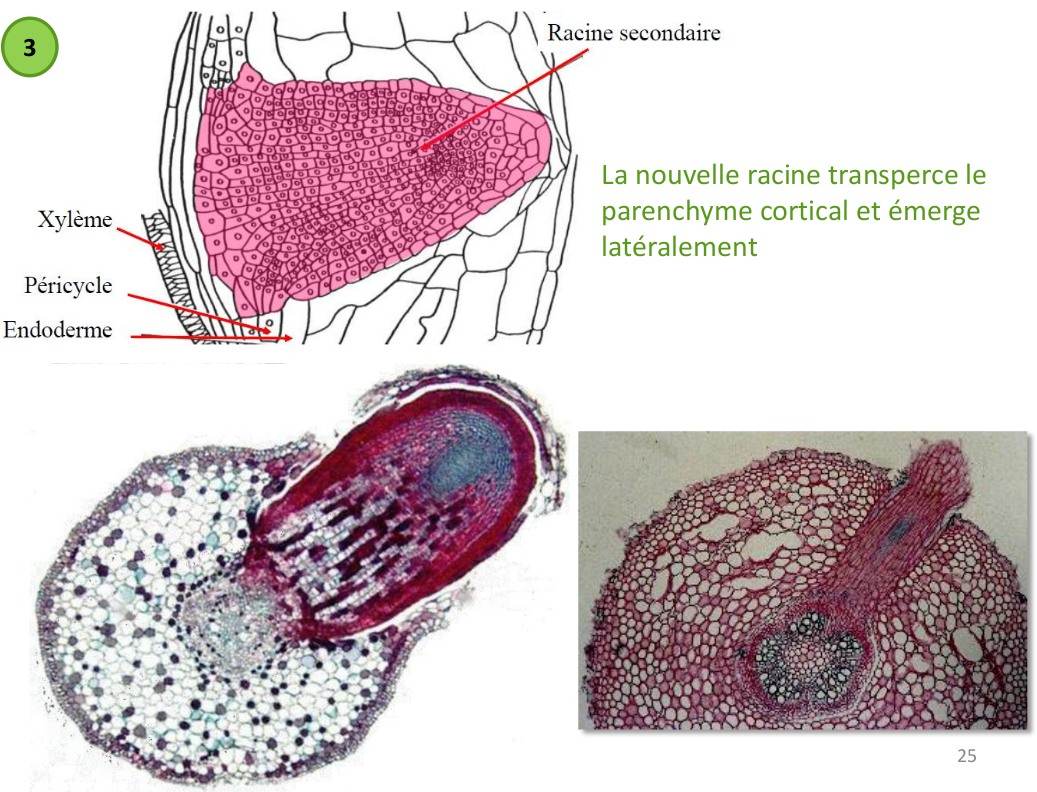 3
Racine secondaire
La nouvelle racine transperce le
parenchyme cortical et émerge
latéralement
Xylème
Péricycle
Endoderme
25